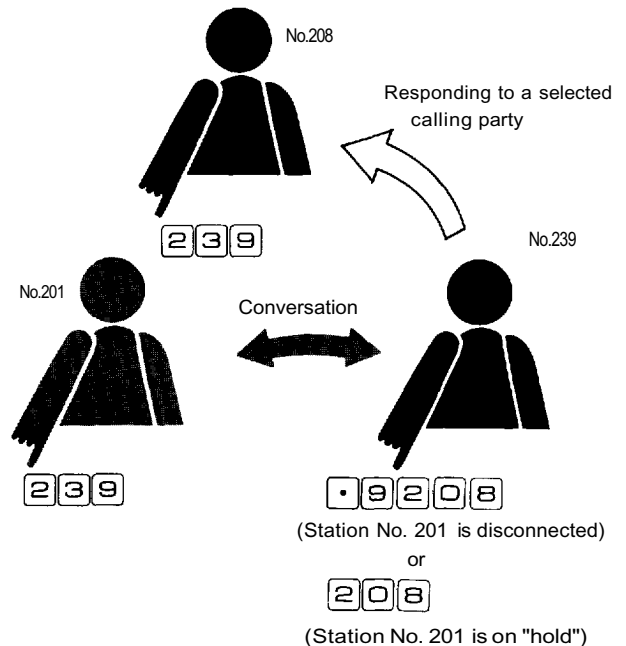 No.208
Responding to a selected
calling party
239
No.239
No.201
Conversation
239
•9208
(Station No. 201 is disconnected)
or
208
(Station No. 201 is on "hold")